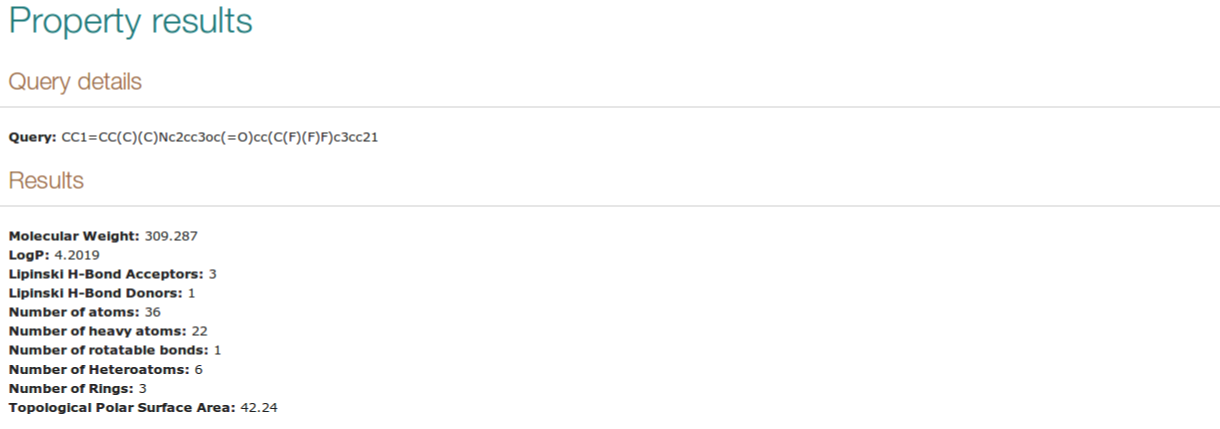 Property results
Query details
Query: CC1=CC(C)(C)Nc2cc3oc(=O)cc(C(F)(F)F)c3cc21
Results
Molecular Weight: 309.287
LogP: 4.2019
Lipinski H-Bond Acceptors: 3
Lipinski H-Bond Donors: 1
Number of atoms: 36
Number of heavy atoms: 22
Number of rotatable bonds: 1
Number of Heteroatoms: 6
Number of Rings: 3
Topological Polar Surface Area: 42.24